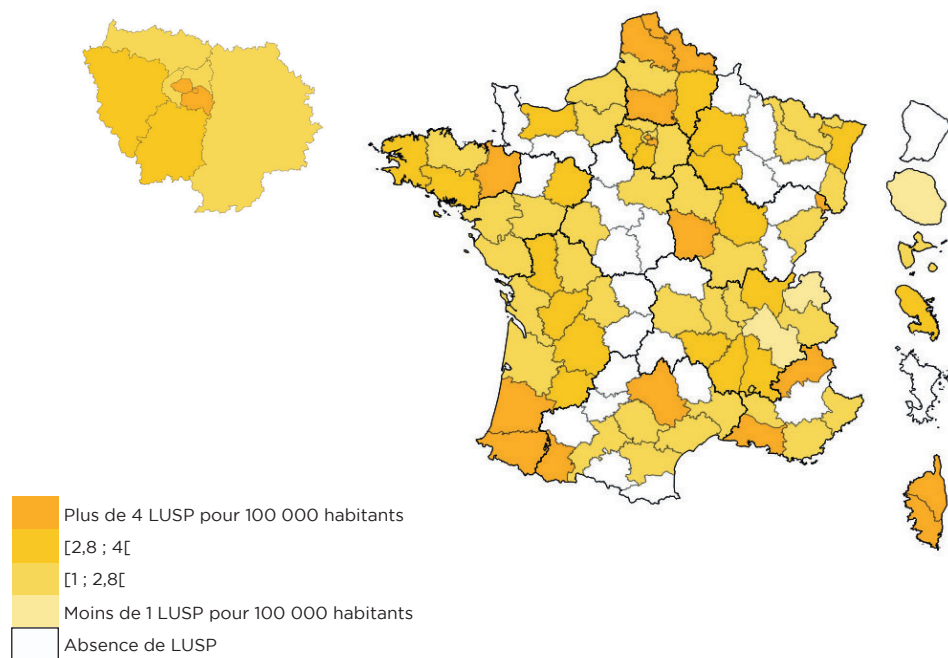 Plus de 4 LUSP pour 100 000 habitants
[2,8 ; 4[
[1 ; 2,8[
Moins de 1 LUSP pour 100 000 habitants
Absence de LUSP